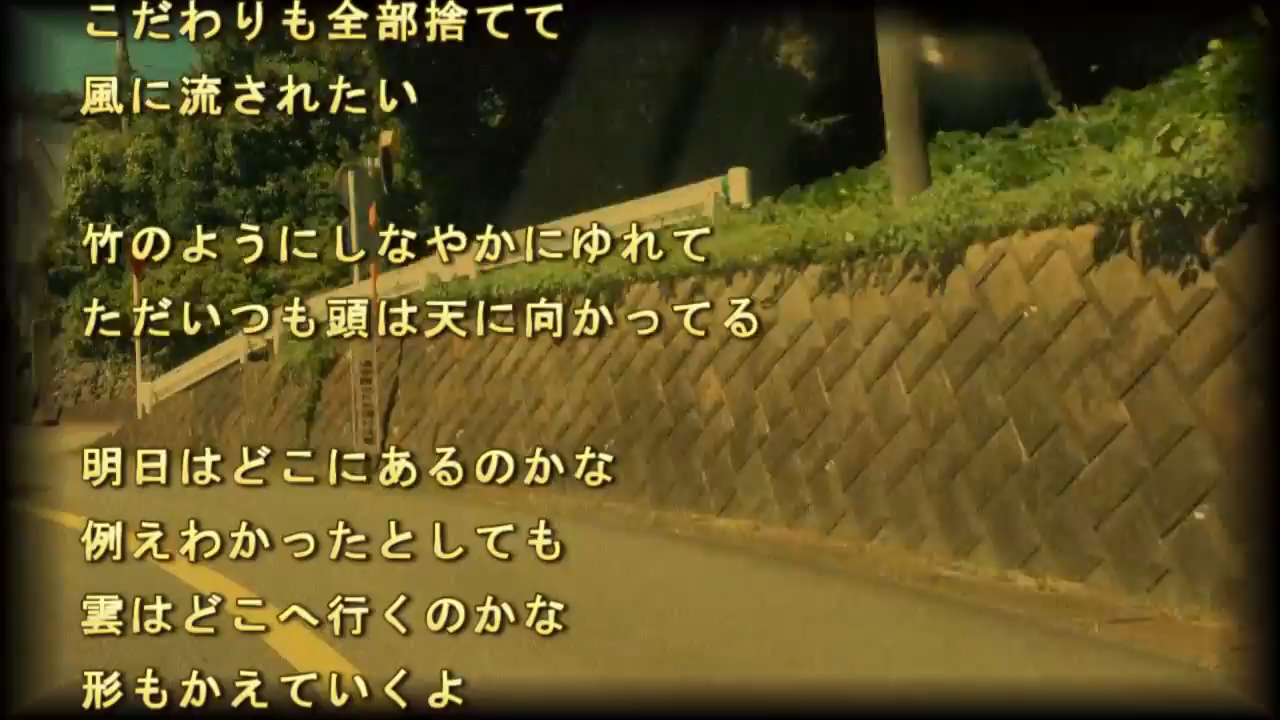 こだわりも全部捨てて
風に流されたい
竹のようにしなやかにゆれて
ただいつも頭は天に向かってる
明日はどこにあるのかな
例えわかったとしても
雲はどこへ行くのかな
形もかえていくよ